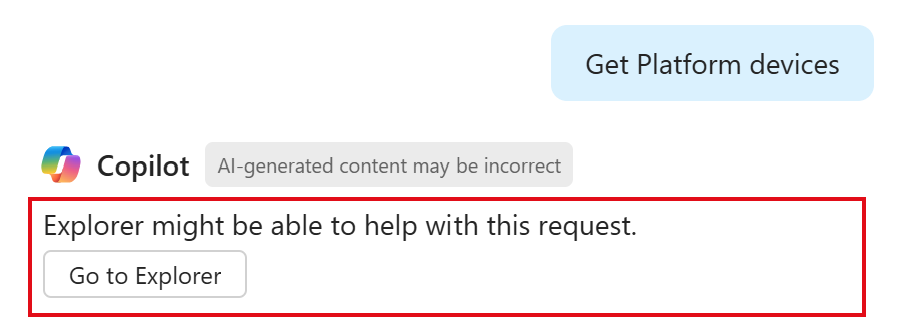 Get Platform devices
Copilot AI-generated content may be incorrect
Explorer might be able to help with this request.
Go to Explorer